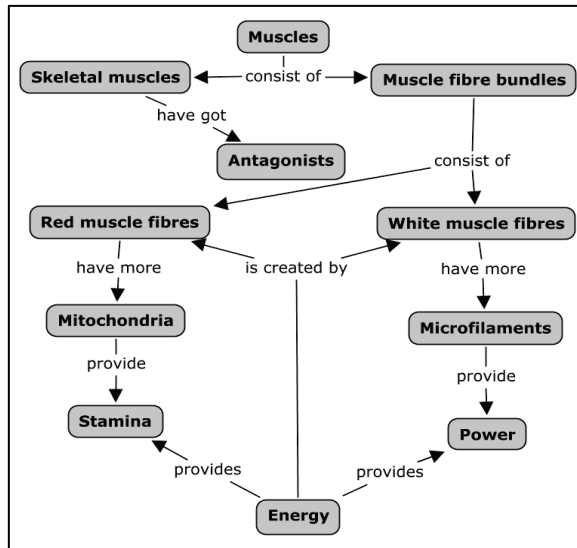 Muscles
Skeletal muscles
consist of
Muscle fibre bundles
have got
Antagonists
consist of
Red muscle fibres
White muscle fibres
have more
is created by
have more
Mitochondria
Microfilaments
provide
provide
Stamina
Power
provides
provides
Energy